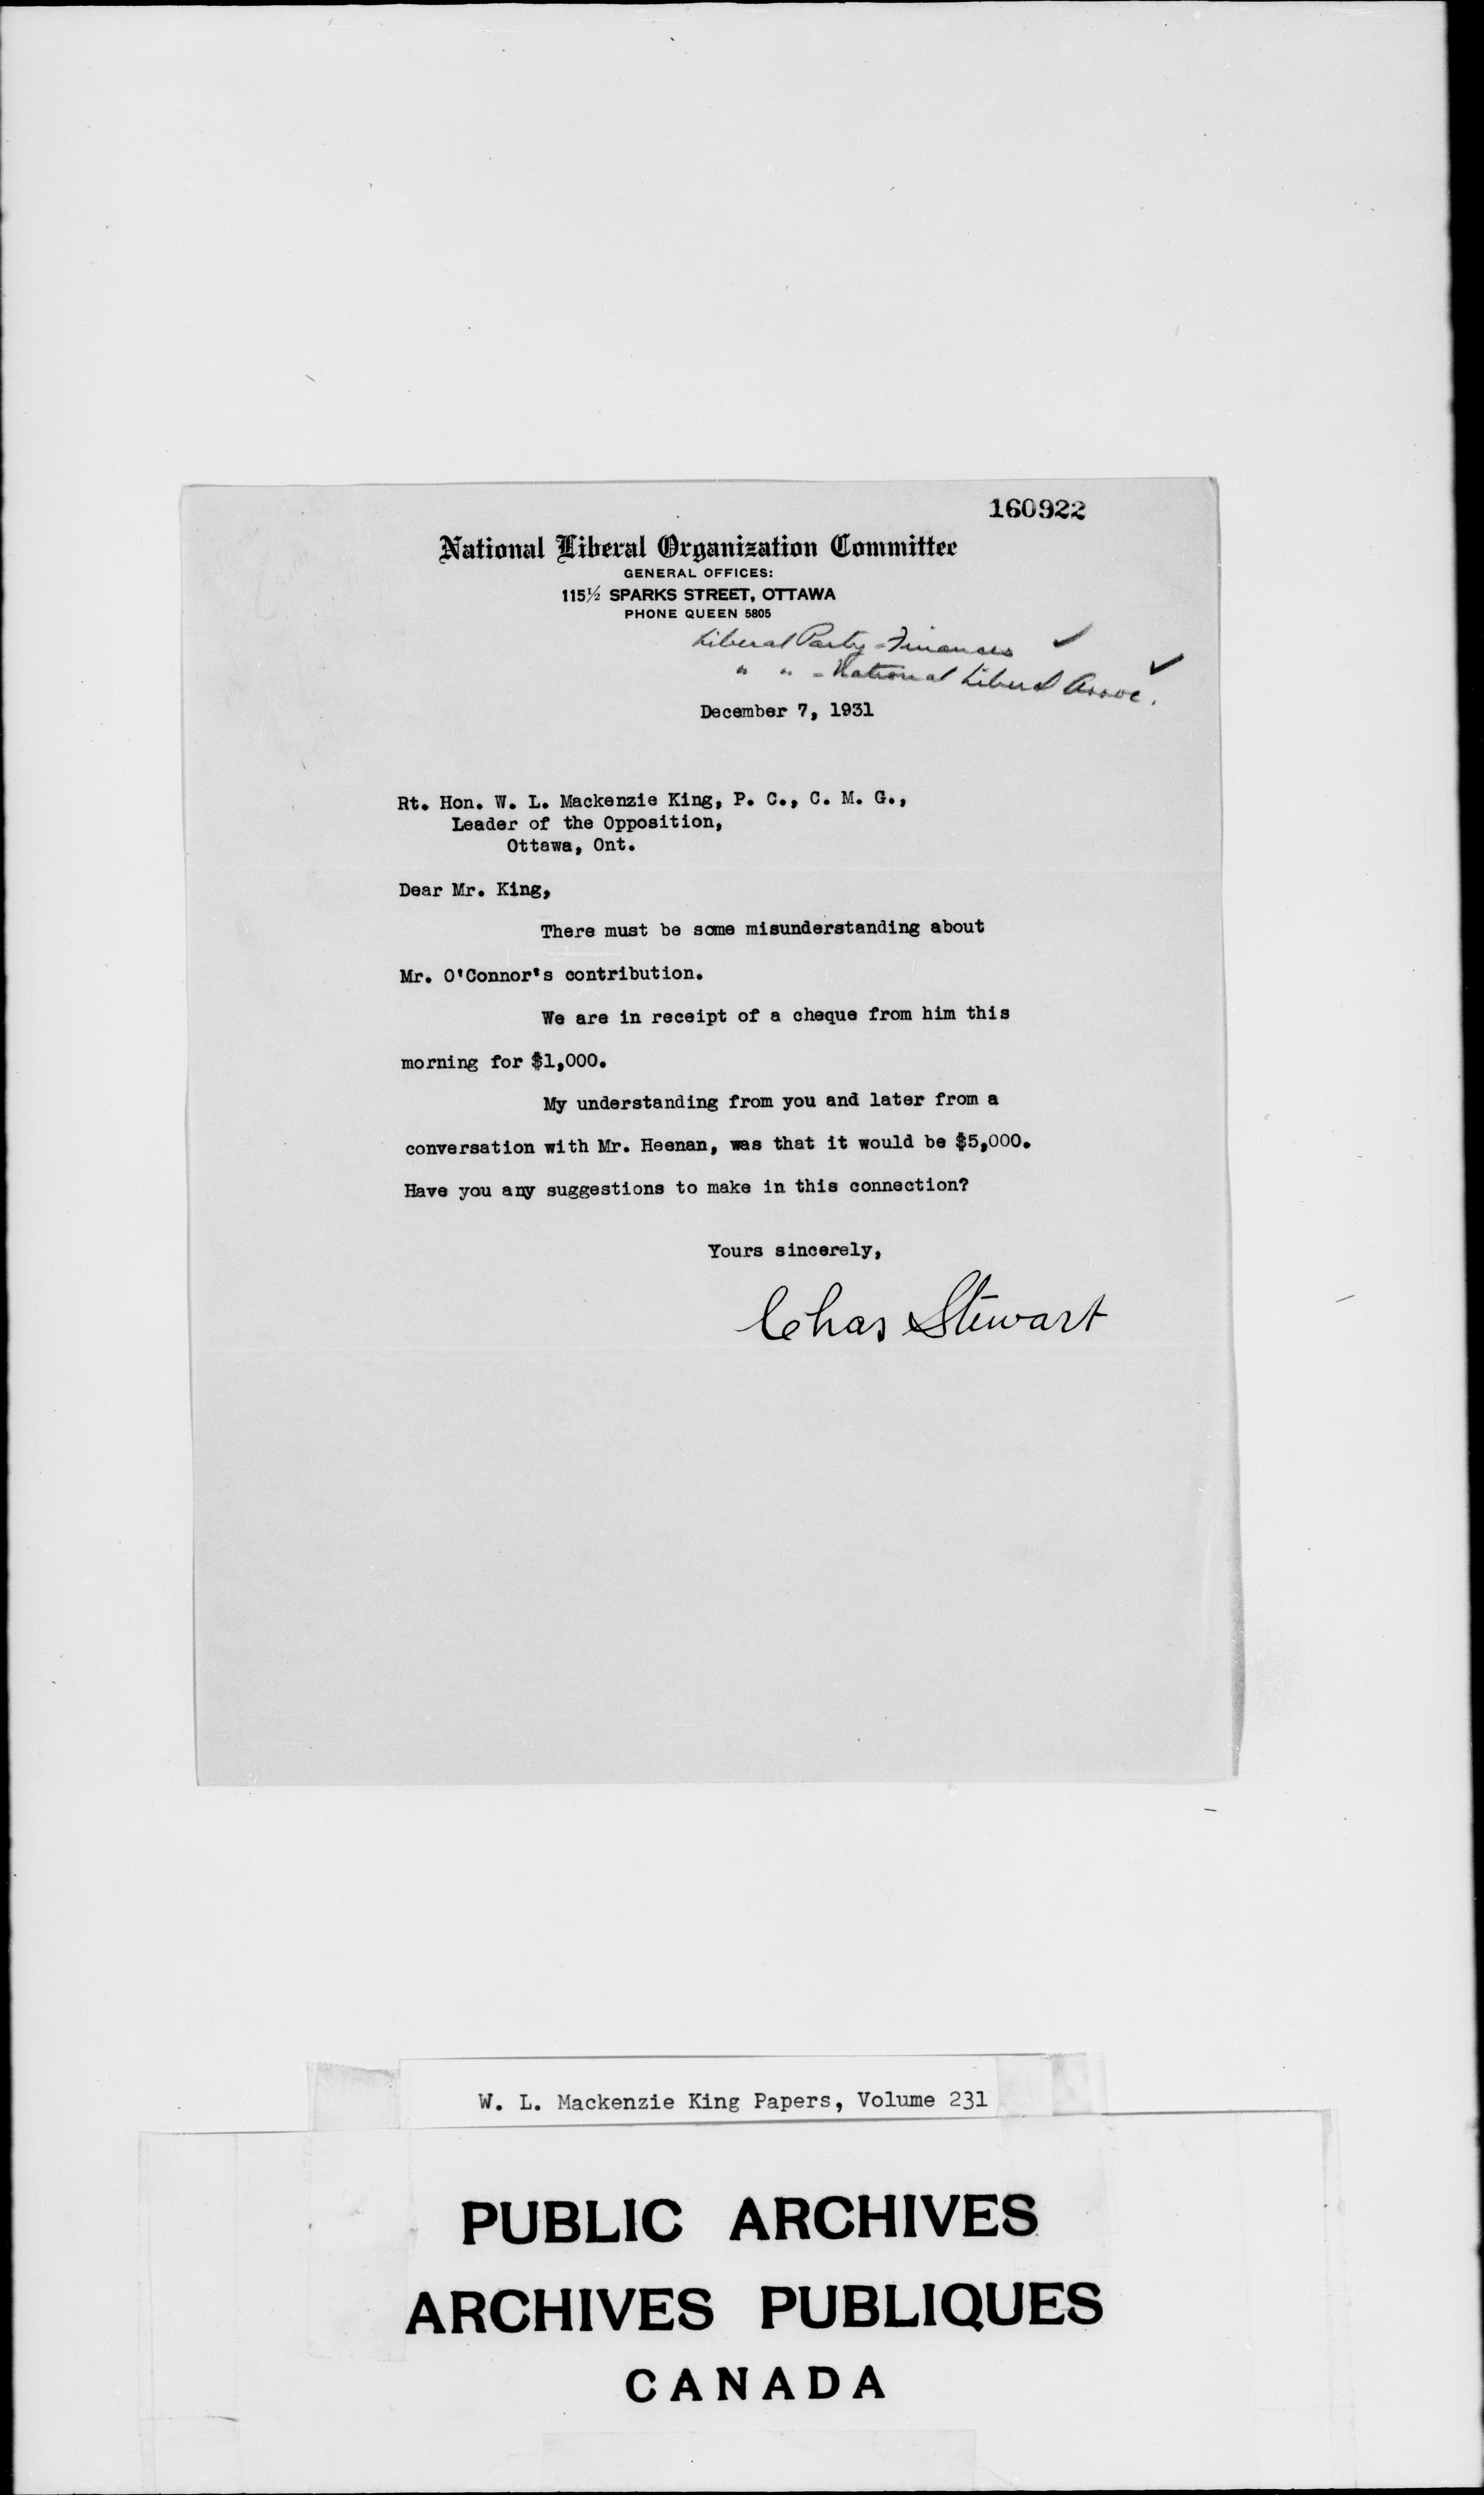 160922
National Liberal Organization Committee
GENERAL OFFICES:
115½ SPARKS STREET, OTTAWA
PHONE QUEEN 5805
Liberal Party - Finances ✓
" " - National Liberal Assoc. ✓
December 7, 1931
Rt. Hon. W. L. Mackenzie King, P. C., C. M. G.,
Leader of the Opposition,
Ottawa, Ont.
Dear Mr. King,
There must be some misunderstanding about
Mr. O'Connor's contribution.
We are in receipt of a cheque from him this
morning for $1,000.
My understanding from you and later from a
conversation with Mr. Heenan, was that it would be $5,000.
Have you any suggestions to make in this connection?
Yours sincerely,
Chas Stewart
W. L. Mackenzie King Papers, Volume 231
PUBLIC ARCHIVES
ARCHIVES PUBLIQUES
CANADA